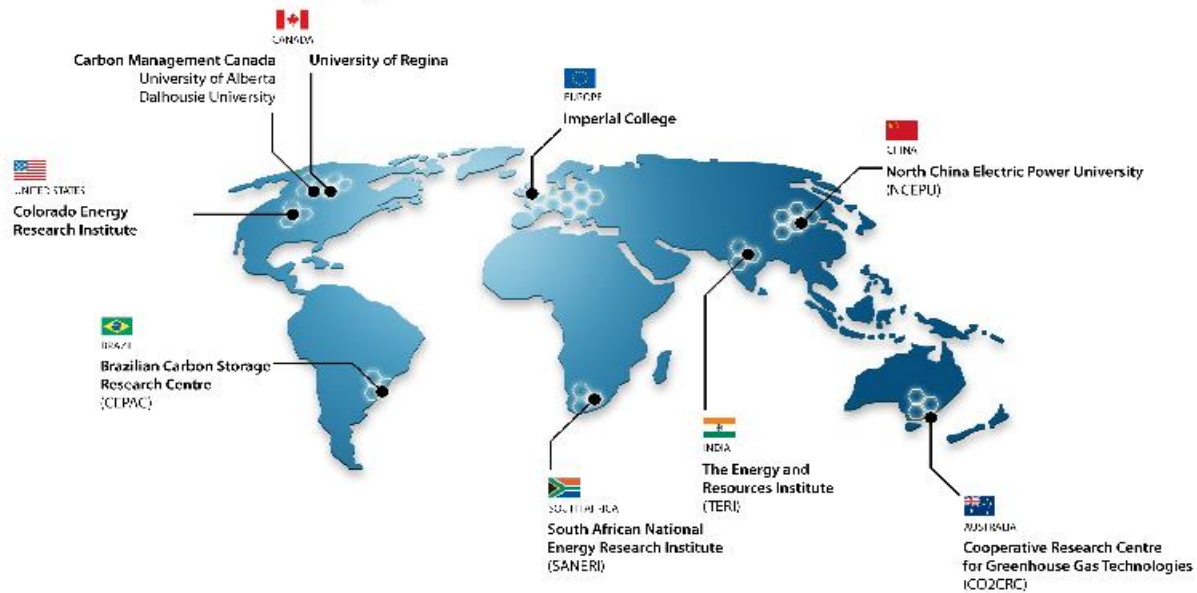 CANADA
Carbon Management Canada
University of Alberta
Dalhousie University
University of Regina
EUROPE
Imperial College
CHINA
North China Electric Power University
(NCEPU)
UNITED STATES
Colorado Energy
Research Institute
BRAZIL
Brazilian Carbon Storage
Research Centre
(CEPAC)
SOUTH AFRICA
South African National
Energy Research Institute
(SANERI)
INDIA
The Energy and
Resources Institute
(TERI)
AUSTRALIA
Cooperative Research Centre
for Greenhouse Gas Technologies
(CO2CRC)